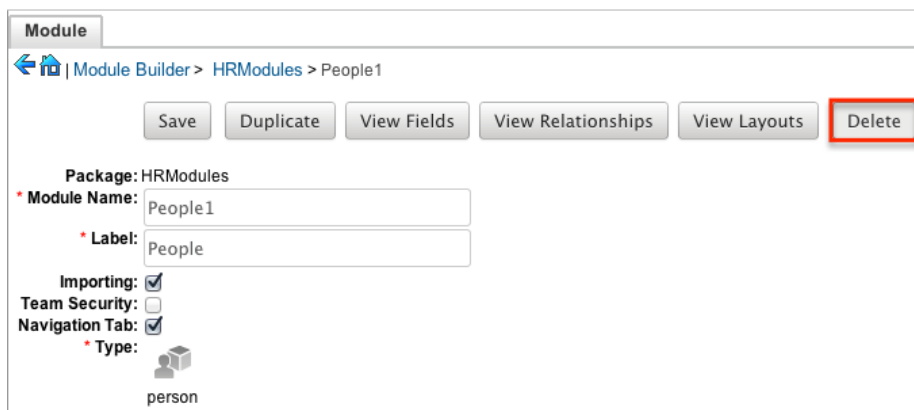 Module
| Module Builder > HRModules > People1
Save Duplicate View Fields View Relationships View Layouts Delete
Package: HRModules
* Module Name: People1
* Label: People
Importing:
Team Security:
Navigation Tab:
* Type:
person